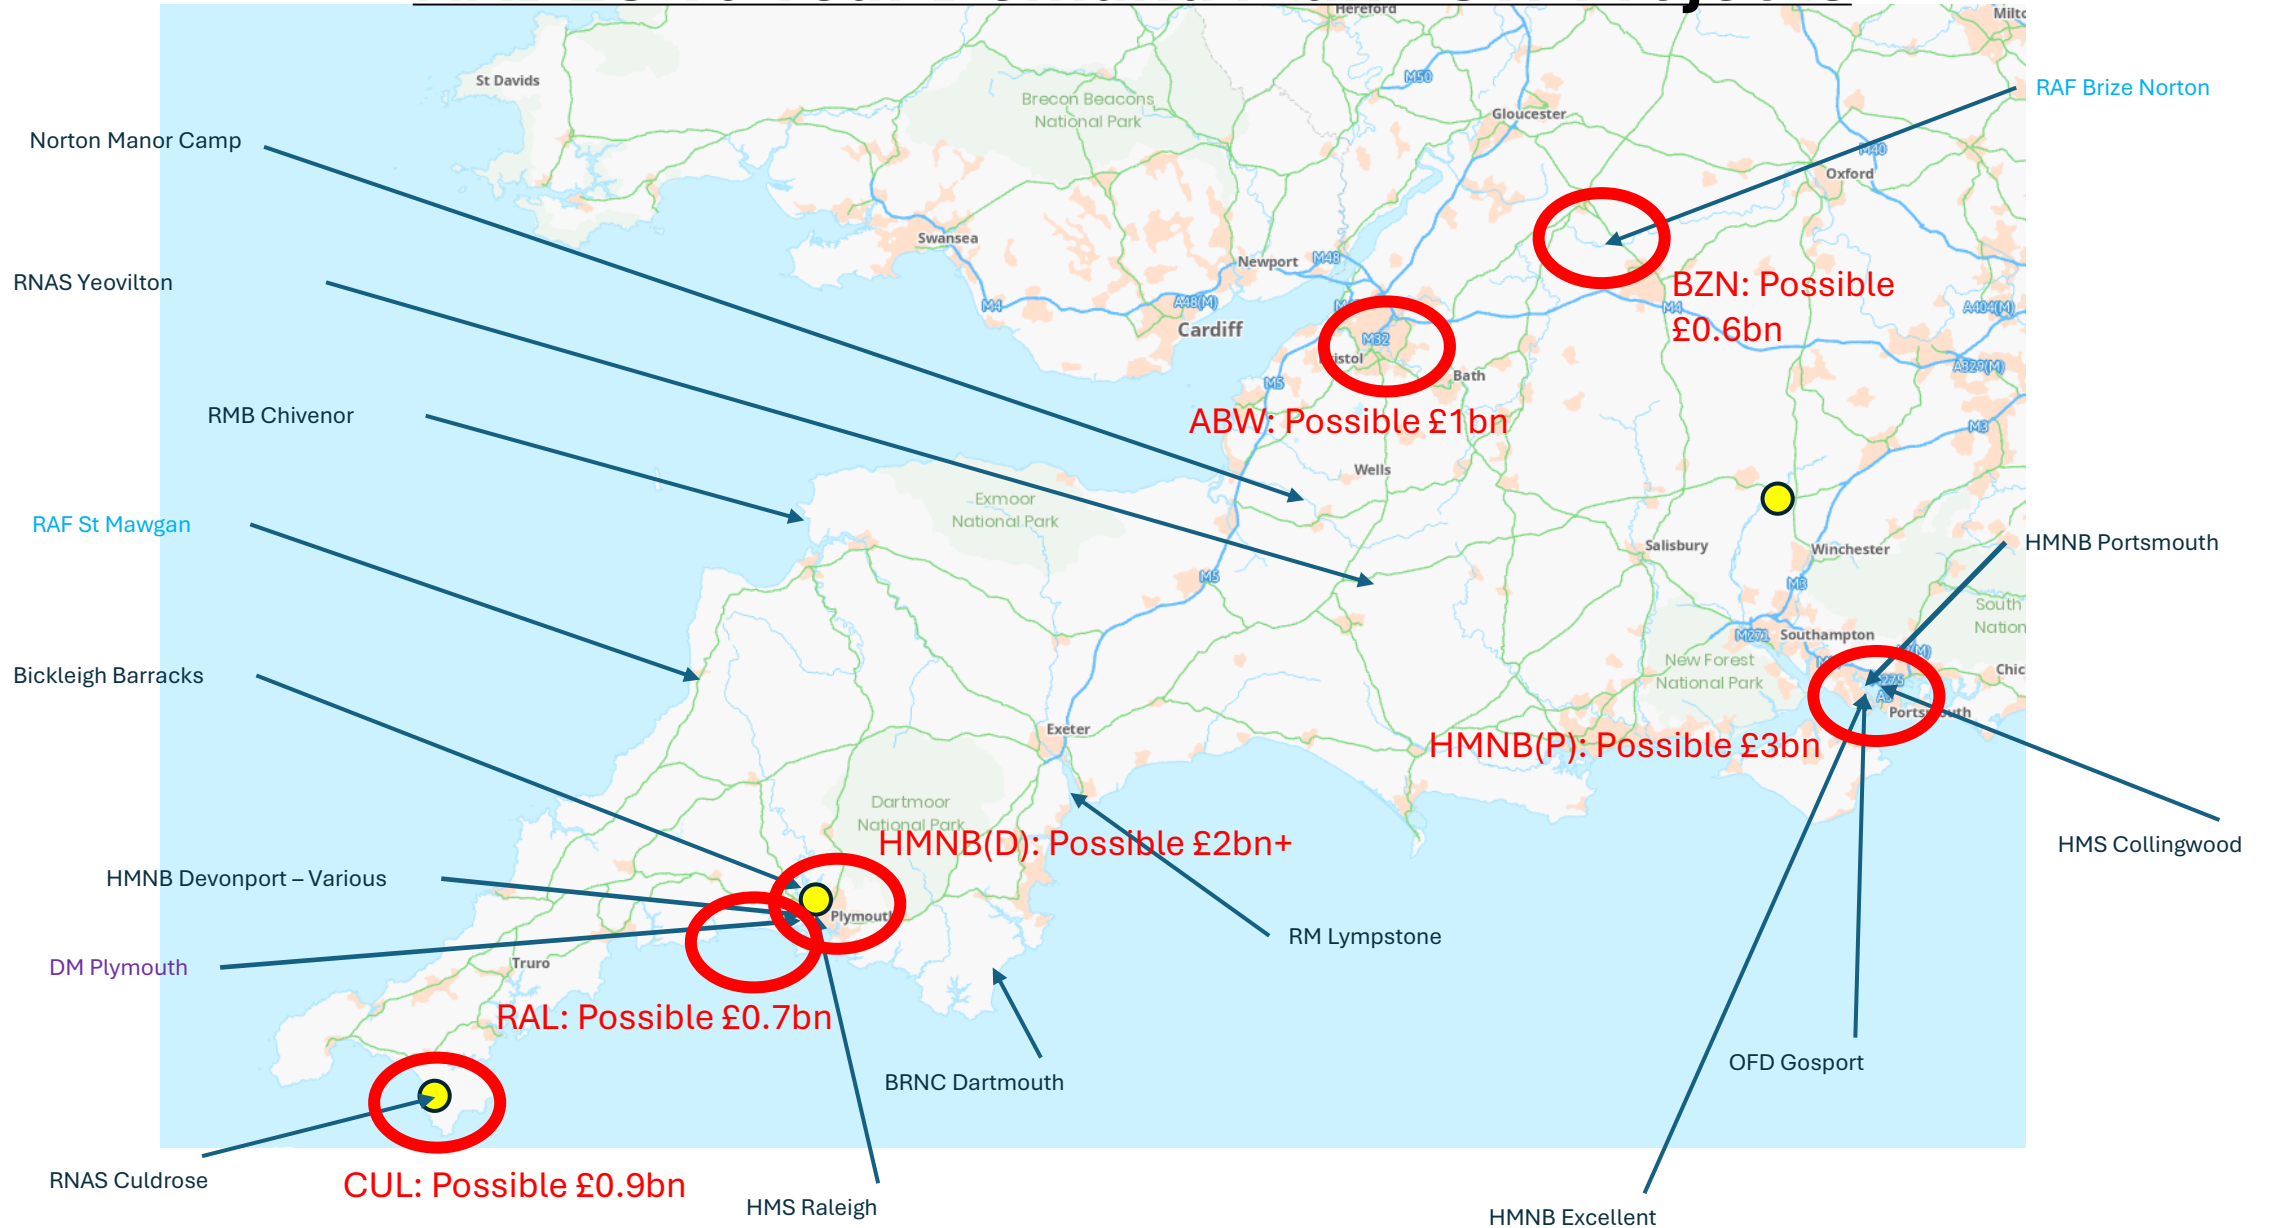 Hereford
Milto
St Davids
M50
RAF Brize Norton
Brecon Beacons
National Park
Gloucester
Norton Manor Camp
M40
Oxford
Swansea
Newport
M48
RNAS Yeovilton
BZN: Possible
£0.6bn
M4
A48(M)
M4
A404(M)
Cardiff
M32
Bath
A329(M)
M5
RMB Chivenor
ABW: Possible £1bn
M3
Wells
Exmoor
National Park
RAF St Mawgan
HMNB Portsmouth
Salisbury
Winchester
M5
M3
South
Nation
M271
Southampton
New Forest
National Park
Chic
Bickleigh Barracks
Portsmouth
Exeter
HMNB(P): Possible £3bn
Dartmoor
National Park
HMNB(D): Possible £2bn+
HMS Collingwood
HMNB Devonport – Various
Plymouth
RM Lympstone
DM Plymouth
Truro
RAL: Possible £0.7bn
OFD Gosport
BRNC Dartmouth
RNAS Culdrose
CUL: Possible £0.9bn
HMS Raleigh
HMNB Excellent